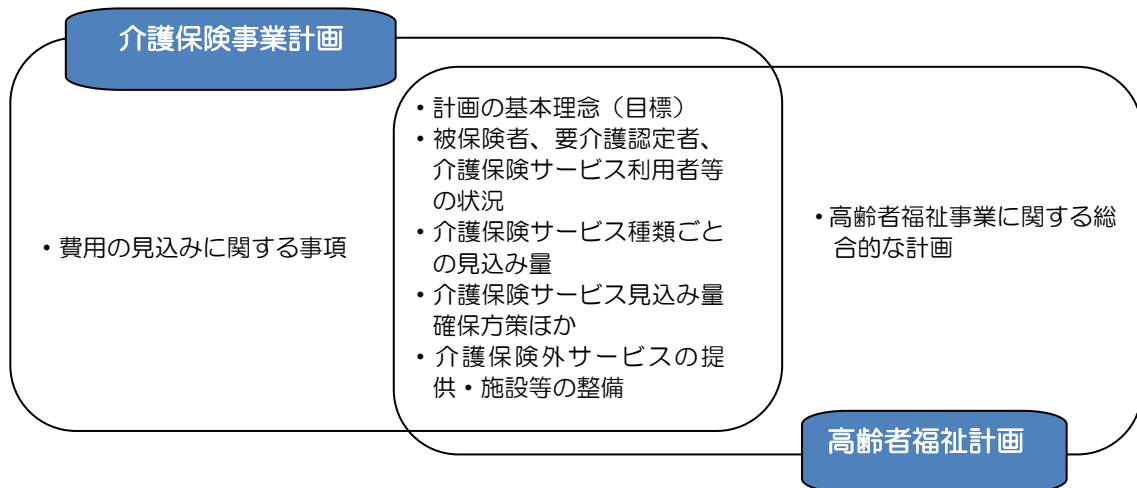 介護保険事業計画
・費用の見込みに関する事項
・計画の基本理念（目標）
・被保険者、要介護認定者、
介護保険サービス利用者等
の状況
・介護保険サービス種類ごと
の見込み量
・介護保険サービス見込み量
確保方策ほか
・介護保険外サービスの提
供・施設等の整備
・高齢者福祉事業に関する総
合的な計画
高齢者福祉計画